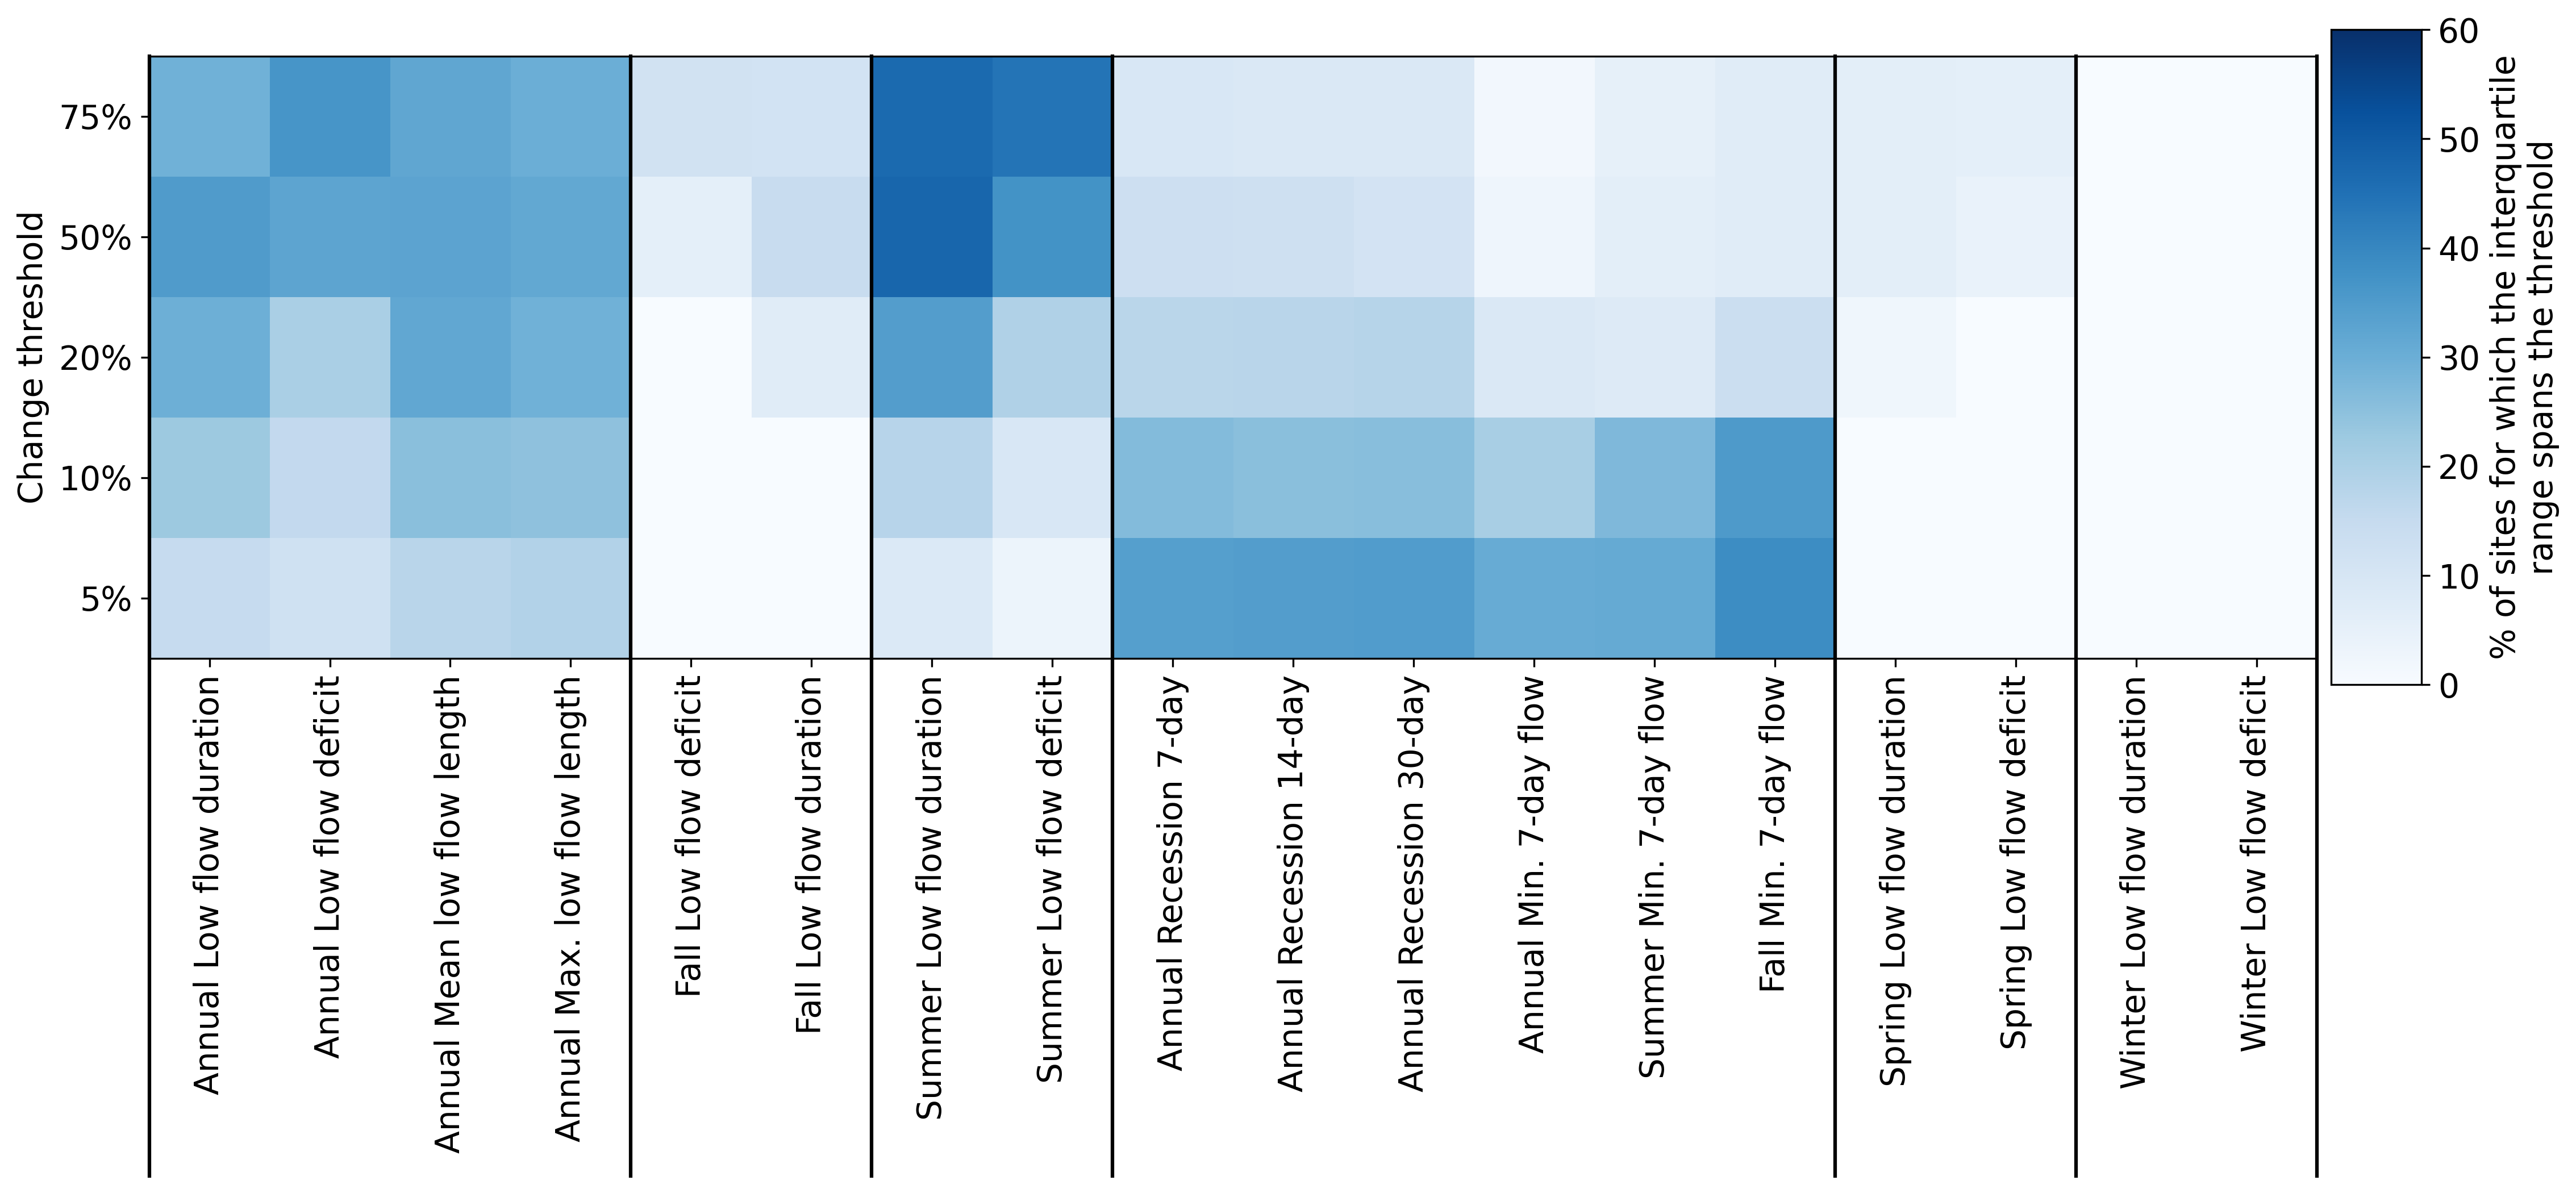 Change threshold
75%
50%
20%
10%
5%
Annual Low flow duration
Annual Low flow deficit
Annual Mean low flow length
Annual Max. low flow length
Fall Low flow deficit
Fall Low flow duration
Summer Low flow duration
Summer Low flow deficit
Annual Recession 7-day
Annual Recession 14-day
Annual Recession 30-day
Annual Min. 7-day flow
Summer Min. 7-day flow
Fall Min. 7-day flow
Spring Low flow duration
Spring Low flow deficit
Winter Low flow duration
Winter Low flow deficit
60
50
40
30
20
10
0
% of sites for which the interquartile
range spans the threshold